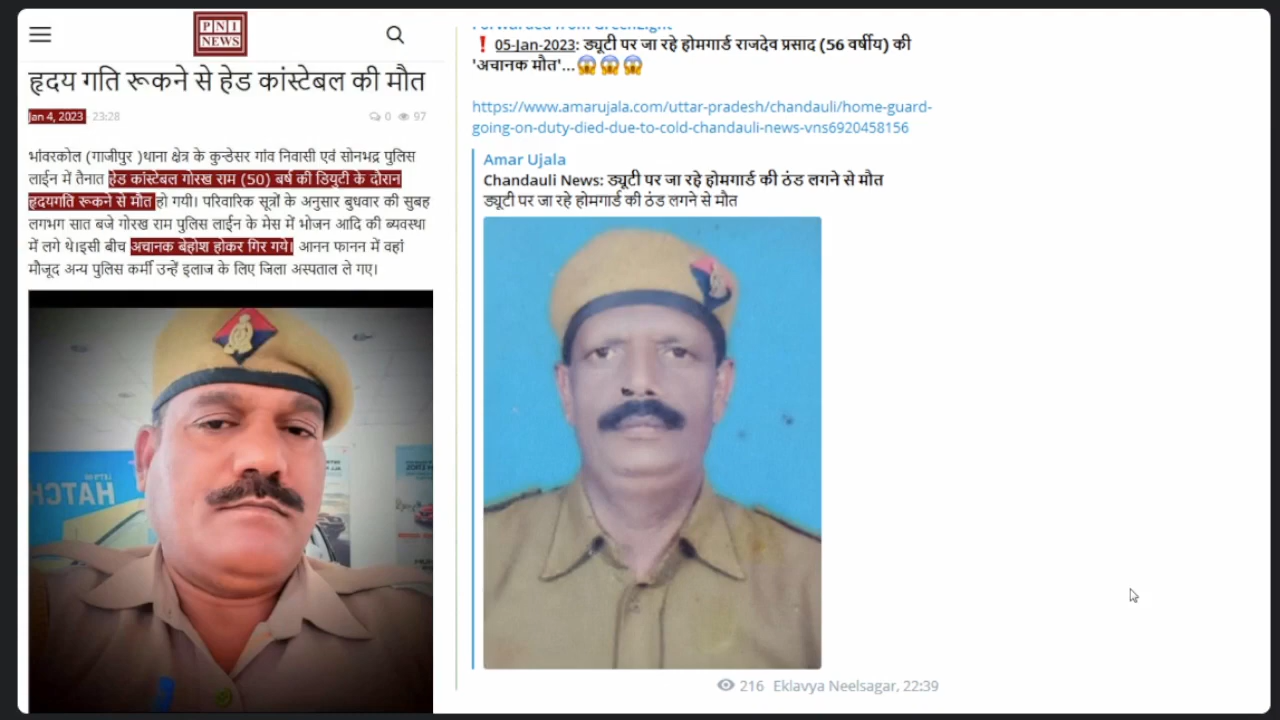 PNI
NEWS
हृदय गति रूकने से हेड कांस्टेबल की मौत
Jan 4, 2023 23:28
0 97
भांवरकोल (गाजीपुर )थाना क्षेत्र के कुन्डेसर गांव निवासी एवं सोनभद्र पुलिस
लाईन में तैनात हेड कांस्टेबल गोरख राम (50) बर्ष की डियुटी के दौरान
हृदयगति रूकने से मौत हो गयी। परिवारिक सूत्रों के अनुसार बुधवार की सुबह
लगभग सात बजे गोरख राम पुलिस लाईन के मेस में भोजन आदि की ब्यवस्था
में लगे थे।इसी बीच अचानक बेहोश होकर गिर गये। आनन फानन में वहां
मौजूद अन्य पुलिस कर्मी उन्हें इलाज के लिए जिला अस्पताल ले गए।
HATCH
Forwarded from Greenzight
❗ 05-Jan-2023: ड्यूटी पर जा रहे होमगार्ड राजदेव प्रसाद (56 वर्षीय) की
'अचानक मौत'...😱😱😱
https://www.amarujala.com/uttar-pradesh/chandauli/home-guard-
going-on-duty-died-due-to-cold-chandauli-news-vns6920458156
Amar Ujala
Chandauli News: ड्यूटी पर जा रहे होमगार्ड की ठंड लगने से मौत
ड्यूटी पर जा रहे होमगार्ड की ठंड लगने से मौत
216 Eklavya Neelsagar, 22:39